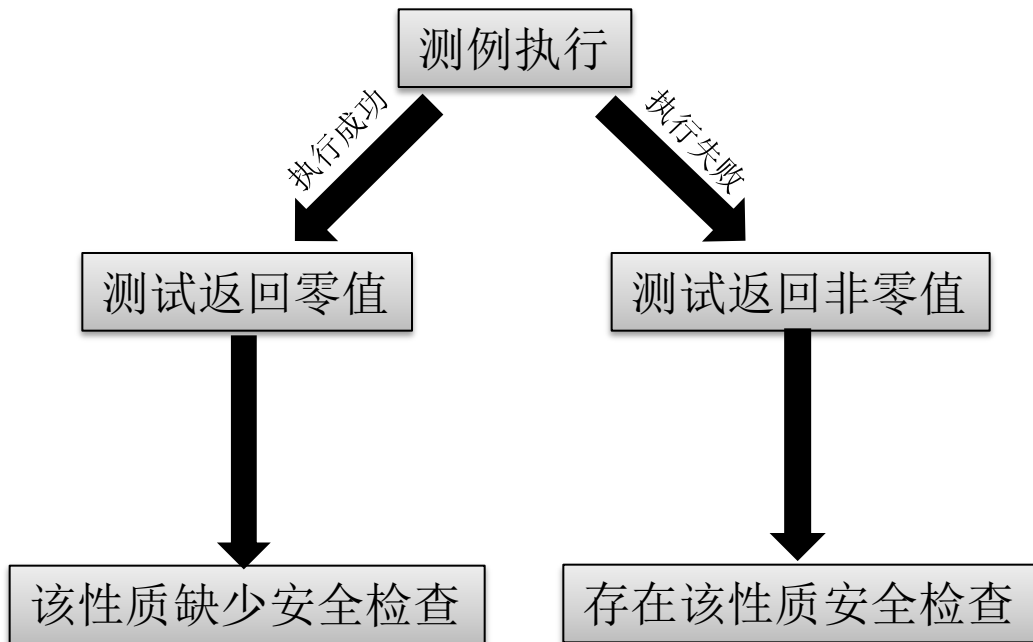 测例执行
执行成功
执行失败
测试返回零值
测试返回非零值
该性质缺少安全检查
存在该性质安全检查